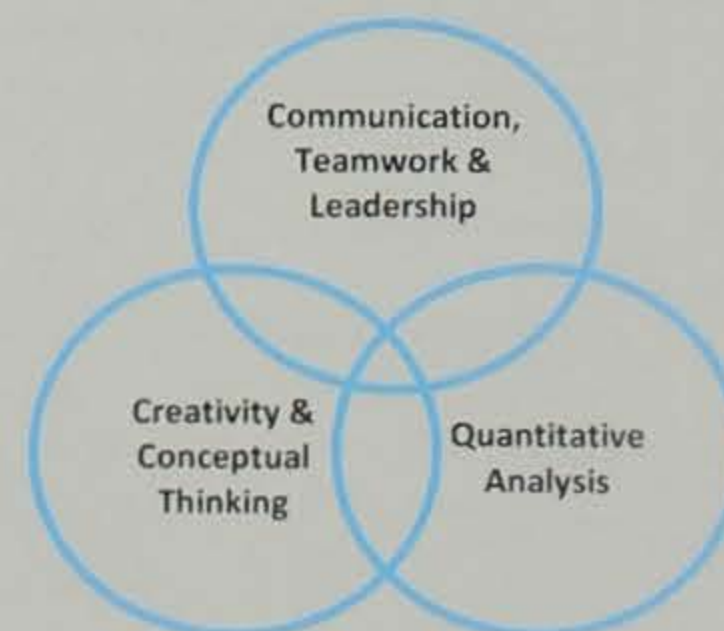 Communication,
Teamwork &
Leadership
Creativity &
Conceptual
Thinking
Quantitative
Analysis